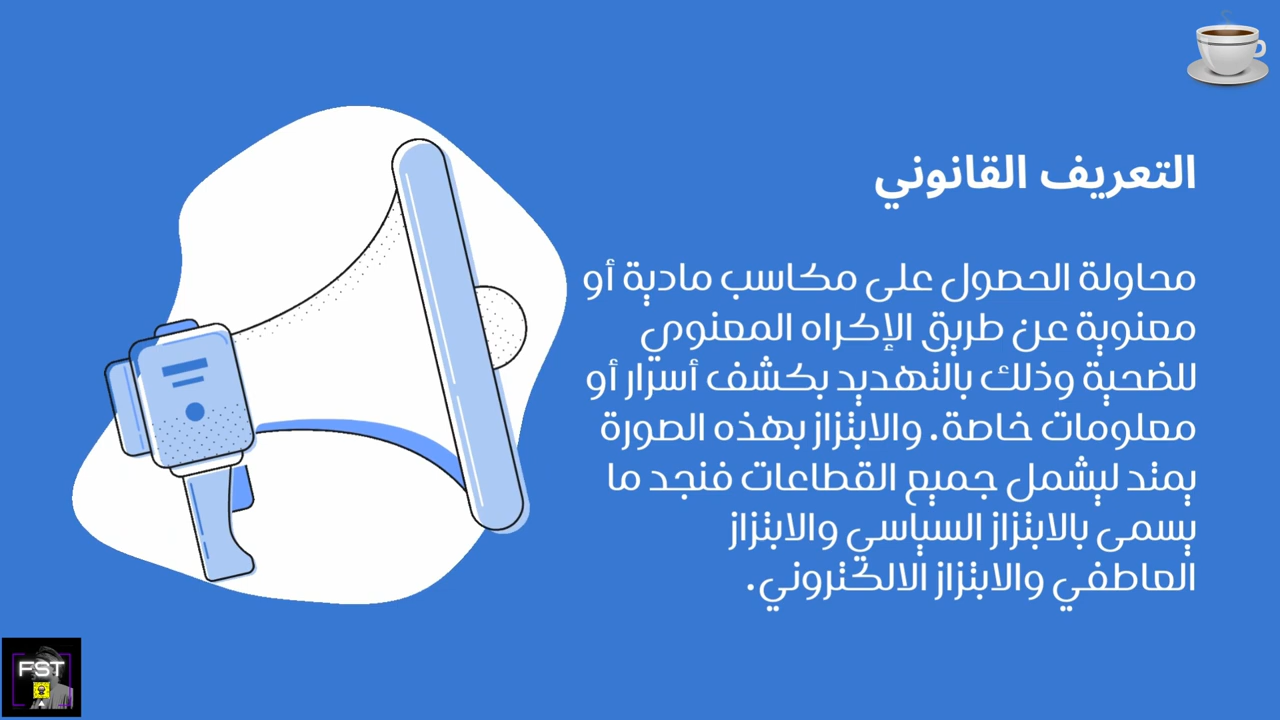 التعريف القانوني
محاولة الحصول على مكاسب مادية أو
معنوية عن طريق الإكراه المعنوي
للضحية وذلك بالتهديد بكشف أسرار أو
معلومات خاصة. والابتزاز بهذه الصورة
يمتد ليشمل جميع القطاعات فنجد ما
يسمى بالابتزاز السياسي والابتزاز
العاطفي والابتزاز الالكتروني.
FST